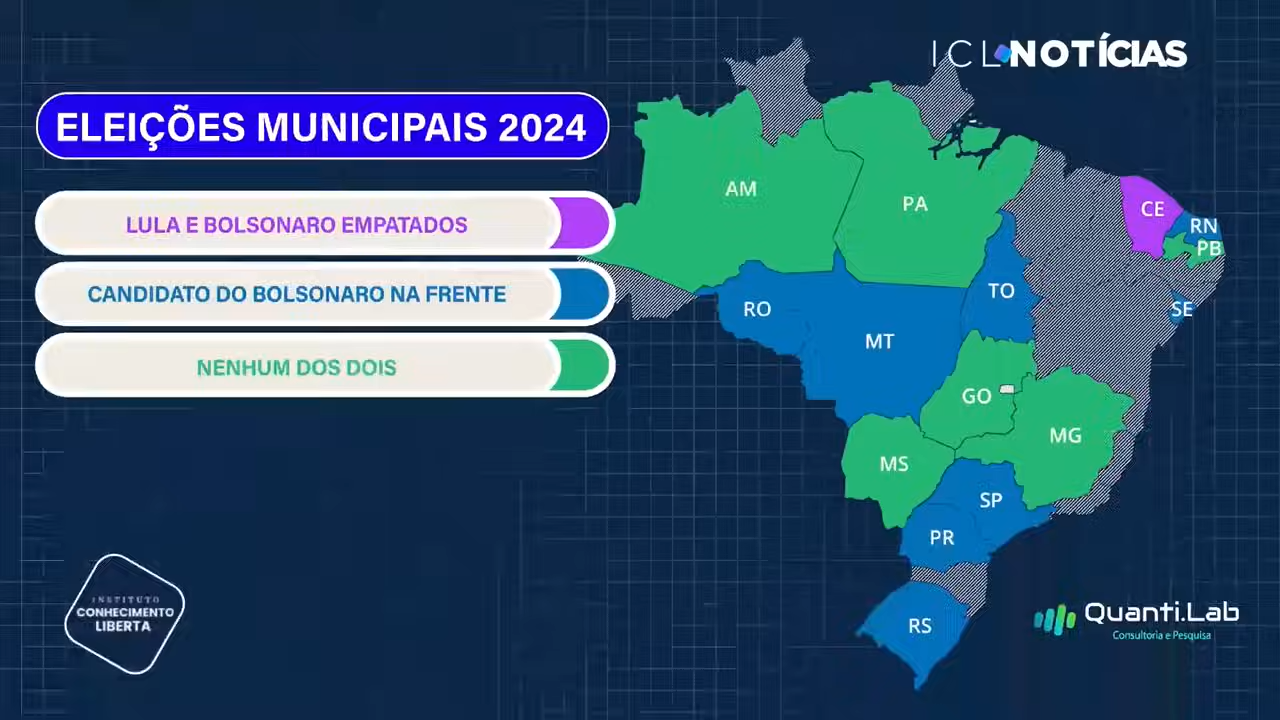 ICL NOTÍCIAS
ELEIÇÕES MUNICIPAIS 2024
LULA E BOLSONARO EMPATADOS
CANDIDATO DO BOLSONARO NA FRENTE
NENHUM DOS DOIS
AM
PA
CE
RN
PB
SE
TO
RO
MT
GO
MG
MS
SP
PR
RS
INSTITUTO
CONHECIMENTO
LIBERTA
Quanti.Lab
Consultoria e Pesquisa